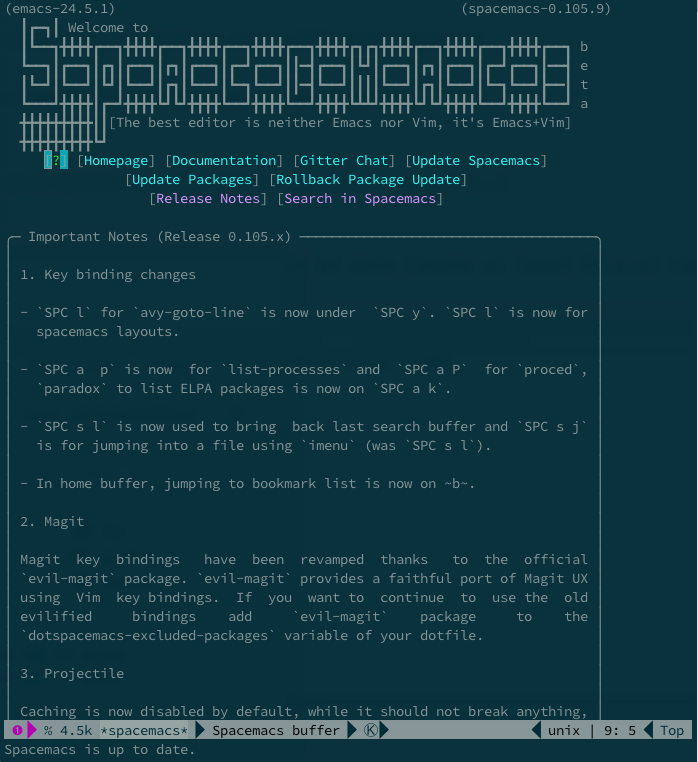 (emacs-24.5.1) (spacemacs-0.105.9)
Welcome to
b
e
t
a
[The best editor is neither Emacs nor Vim, it's Emacs+Vim]
[?] [Homepage] [Documentation] [Gitter Chat] [Update Spacemacs]
[Update Packages] [Rollback Package Update]
[Release Notes] [Search in Spacemacs]
Important Notes (Release 0.105.x)
1. Key binding changes
- `SPC l` for `avy-goto-line` is now under `SPC y`. `SPC l` is now for
spacemacs layouts.
- `SPC a p` is now for `list-processes` and `SPC a P` for `proced`,
`paradox` to list ELPA packages is now on `SPC a k`.
- `SPC s l` is now used to bring back last search buffer and `SPC s j`
is for jumping into a file using `imenu` (was `SPC s l`).
- In home buffer, jumping to bookmark list is now on ~b~.
2. Magit
Magit key bindings have been revamped thanks to the official
`evil-magit` package. `evil-magit` provides a faithful port of Magit UX
using Vim key bindings. If you want to continue to use the old
evilified bindings add `evil-magit` package to the
`dotspacemacs-excluded-packages` variable of your dotfile.
3. Projectile
Caching is now disabled by default, while it should not break anything,
❶ % 4.5k *spacemacs* Spacemacs buffer Ⓚ unix | 9: 5 Top
Spacemacs is up to date.